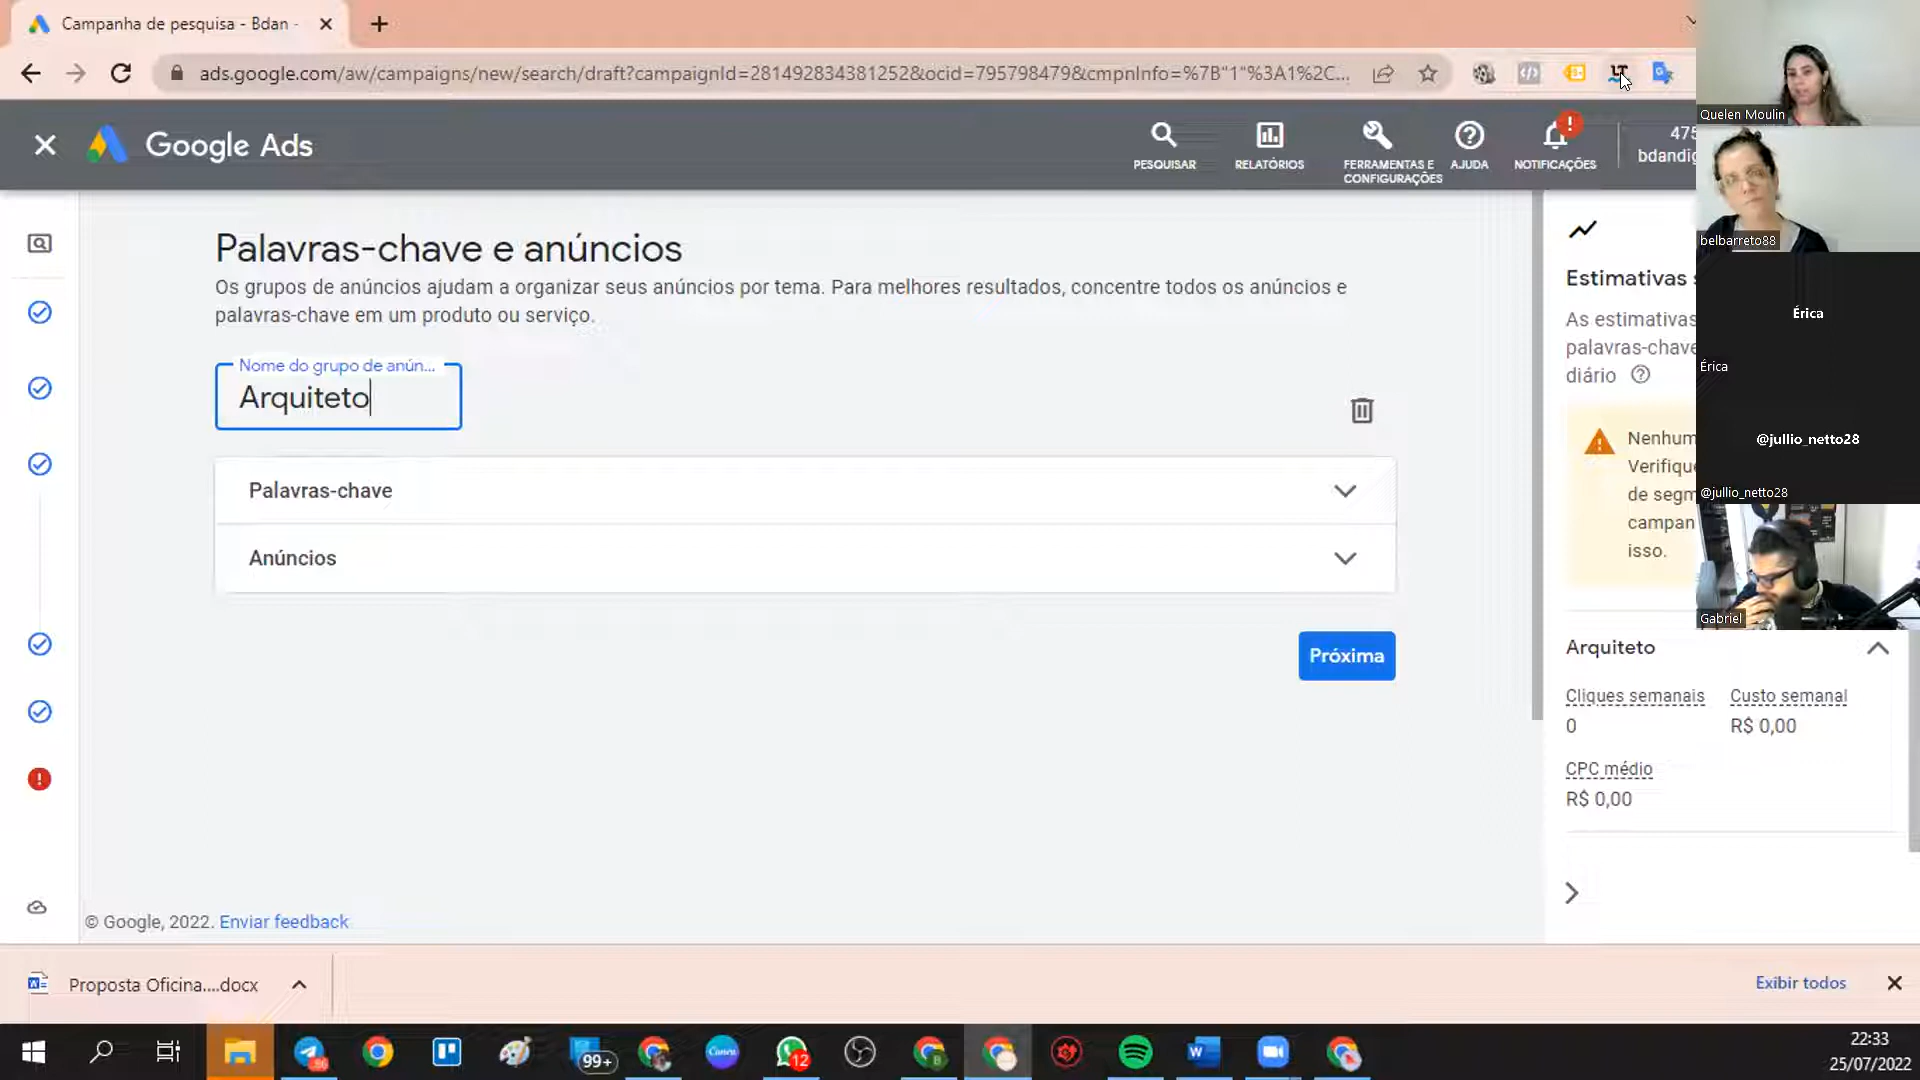 Campanha de pesquisa - Bdan -
ads.google.com/aw/campaigns/new/search/draft?campaignId=281492834381252&ocid=795798479&cmpnInfo=%7B"1"%3A1%2C...
Google Ads
PESQUISAR
RELATÓRIOS
FERRAMENTAS E
CONFIGURAÇÕES
AJUDA
NOTIFICAÇÕES
475
bdandig
Palavras-chave e anúncios
Os grupos de anúncios ajudam a organizar seus anúncios por tema. Para melhores resultados, concentre todos os anúncios e
palavras-chave em um produto ou serviço.
Nome do grupo de anún...
Arquiteto
Palavras-chave
Anúncios
Próxima
© Google, 2022. Enviar feedback
Estimativas
As estimativas
palavras-chave
diário
Nenhum
Verifique
de segm
campan
isso.
Arquiteto
Cliques semanais
0
Custo semanal
R$ 0,00
CPC médio
R$ 0,00
Quelen Moulin
belbarreto88
Érica
Érica
@jullio_netto28
@jullio_netto28
Gabriel
Proposta Oficina....docx
Exibir todos
99+
Canva
12
22:33
25/07/2022